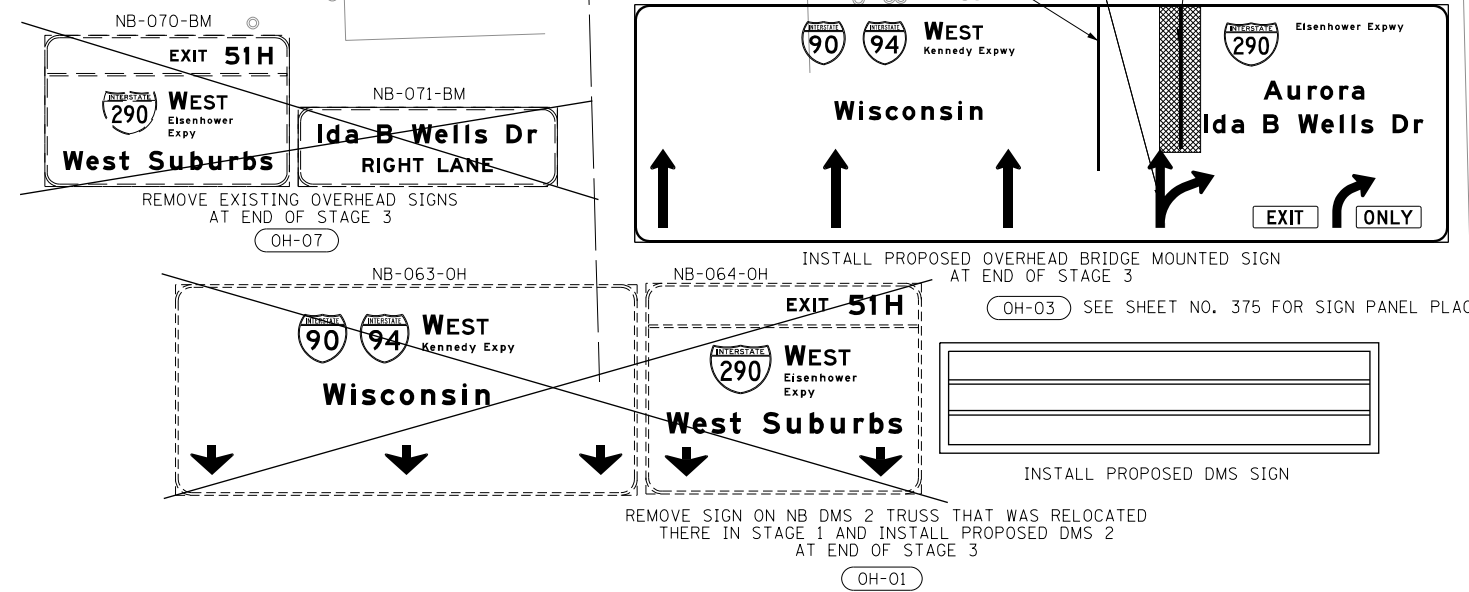 NB-070-BM
EXIT 51H
INTERSTATE
290
WEST
Eisenhower
Expy
West Suburbs
NB-071-BM
Ida B Wells Dr
RIGHT LANE
REMOVE EXISTING OVERHEAD SIGNS
AT END OF STAGE 3
OH-07
INTERSTATE
90
INTERSTATE
94
WEST
Kennedy Expwy
Wisconsin
INTERSTATE
290
Eisenhower Expwy
Aurora
Ida B Wells Dr
EXIT ONLY
INSTALL PROPOSED OVERHEAD BRIDGE MOUNTED SIGN
AT END OF STAGE 3
OH-03 SEE SHEET NO. 375 FOR SIGN PANEL PLAC
NB-063-OH
INTERSTATE
90
INTERSTATE
94
WEST
Kennedy Expy
Wisconsin
NB-064-OH
EXIT 51H
INTERSTATE
290
WEST
Eisenhower
Expy
West Suburbs
INSTALL PROPOSED DMS SIGN
REMOVE SIGN ON NB DMS 2 TRUSS THAT WAS RELOCATED
THERE IN STAGE 1 AND INSTALL PROPOSED DMS 2
AT END OF STAGE 3
OH-01